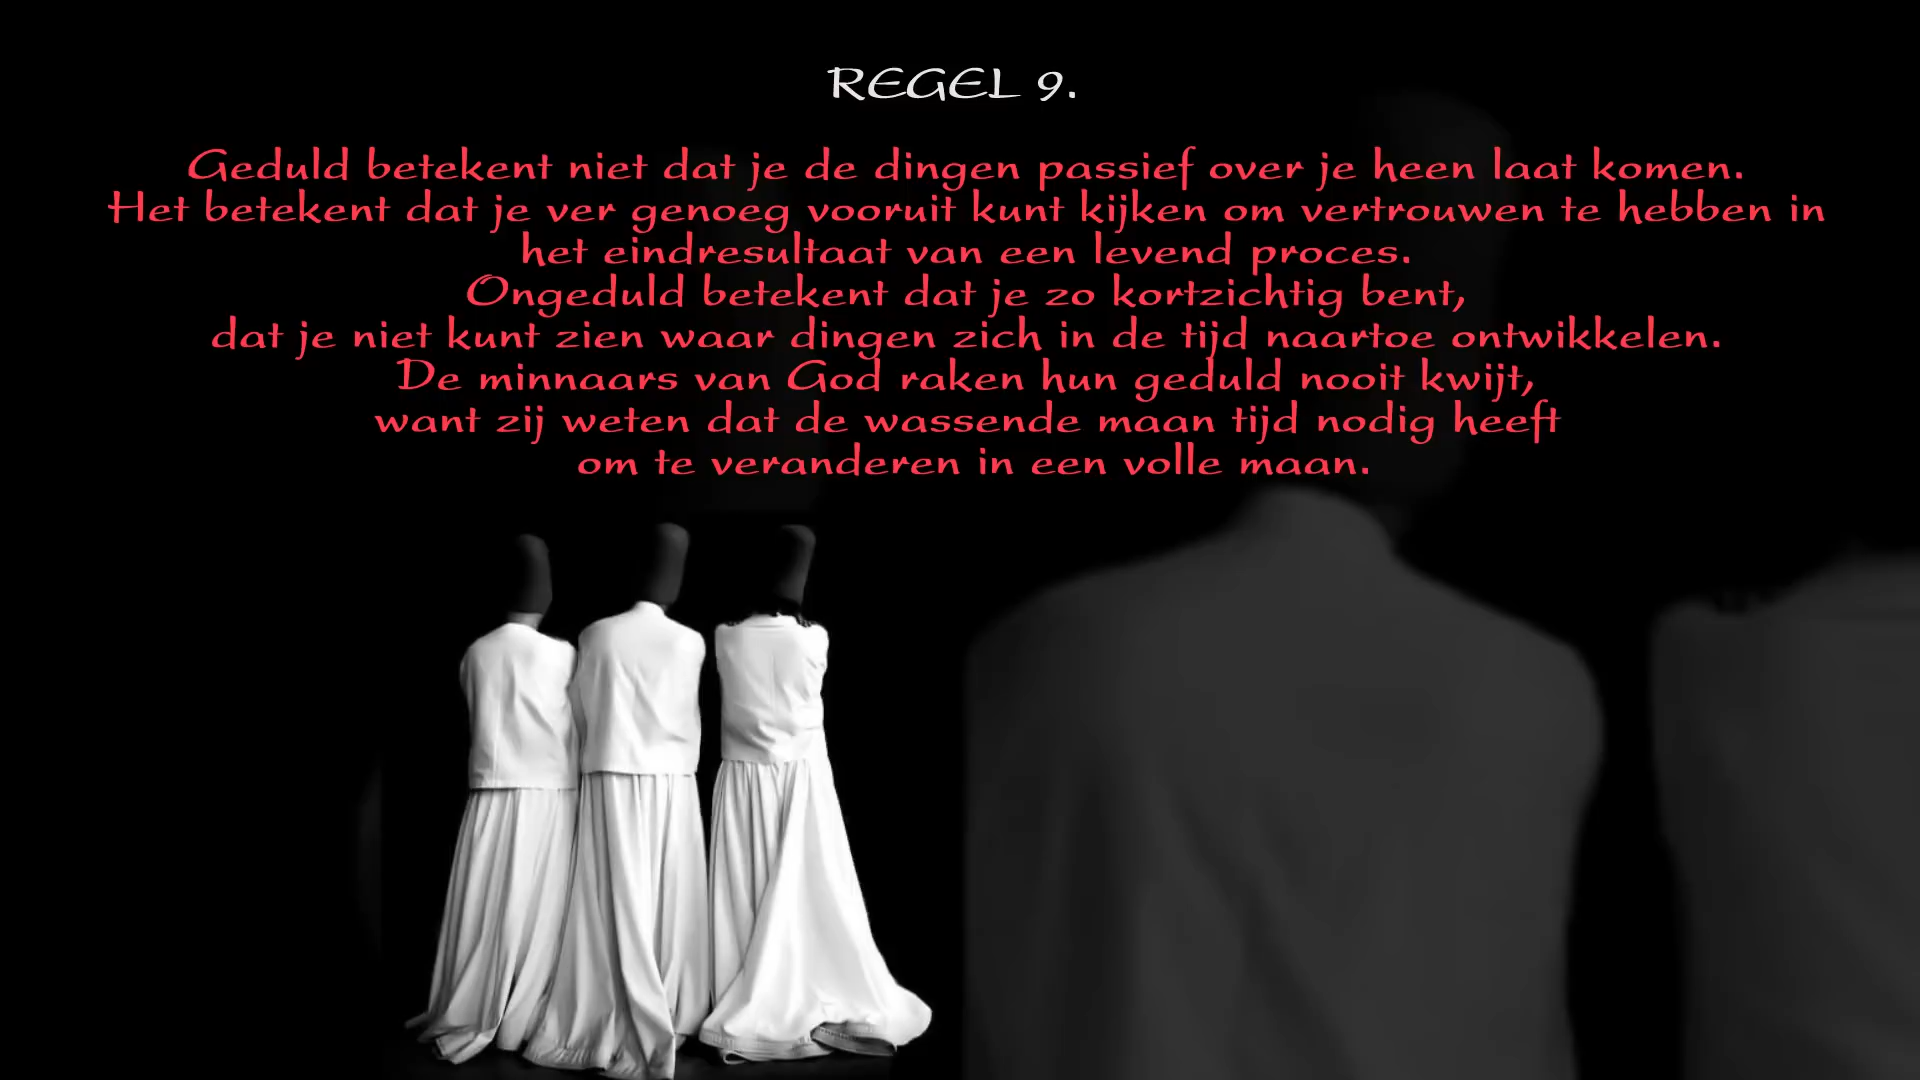 REGEL 9.
Geduld betekent niet dat je de dingen passief over je heen laat komen.
Het betekent dat je ver genoeg vooruit kunt kijken om vertrouwen te hebben in
het eindresultaat van een levend proces.
Ongeduld betekent dat je zo kortzichtig bent,
dat je niet kunt zien waar dingen zich in de tijd naartoe ontwikkelen.
De minnaars van God raken hun geduld nooit kwijt,
want zij weten dat de wassende maan tijd nodig heeft
om te veranderen in een volle maan.